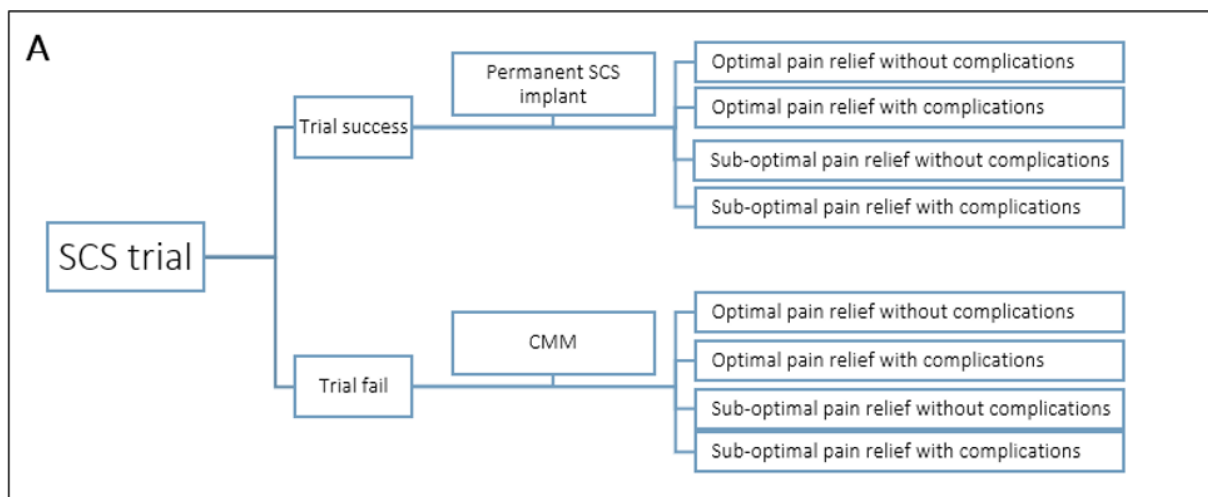 A
SCS trial
Trial success
Permanent SCS
implant
Optimal pain relief without complications
Optimal pain relief with complications
Sub-optimal pain relief without complications
Sub-optimal pain relief with complications
Trial fail
CMM
Optimal pain relief without complications
Optimal pain relief with complications
Sub-optimal pain relief without complications
Sub-optimal pain relief with complications